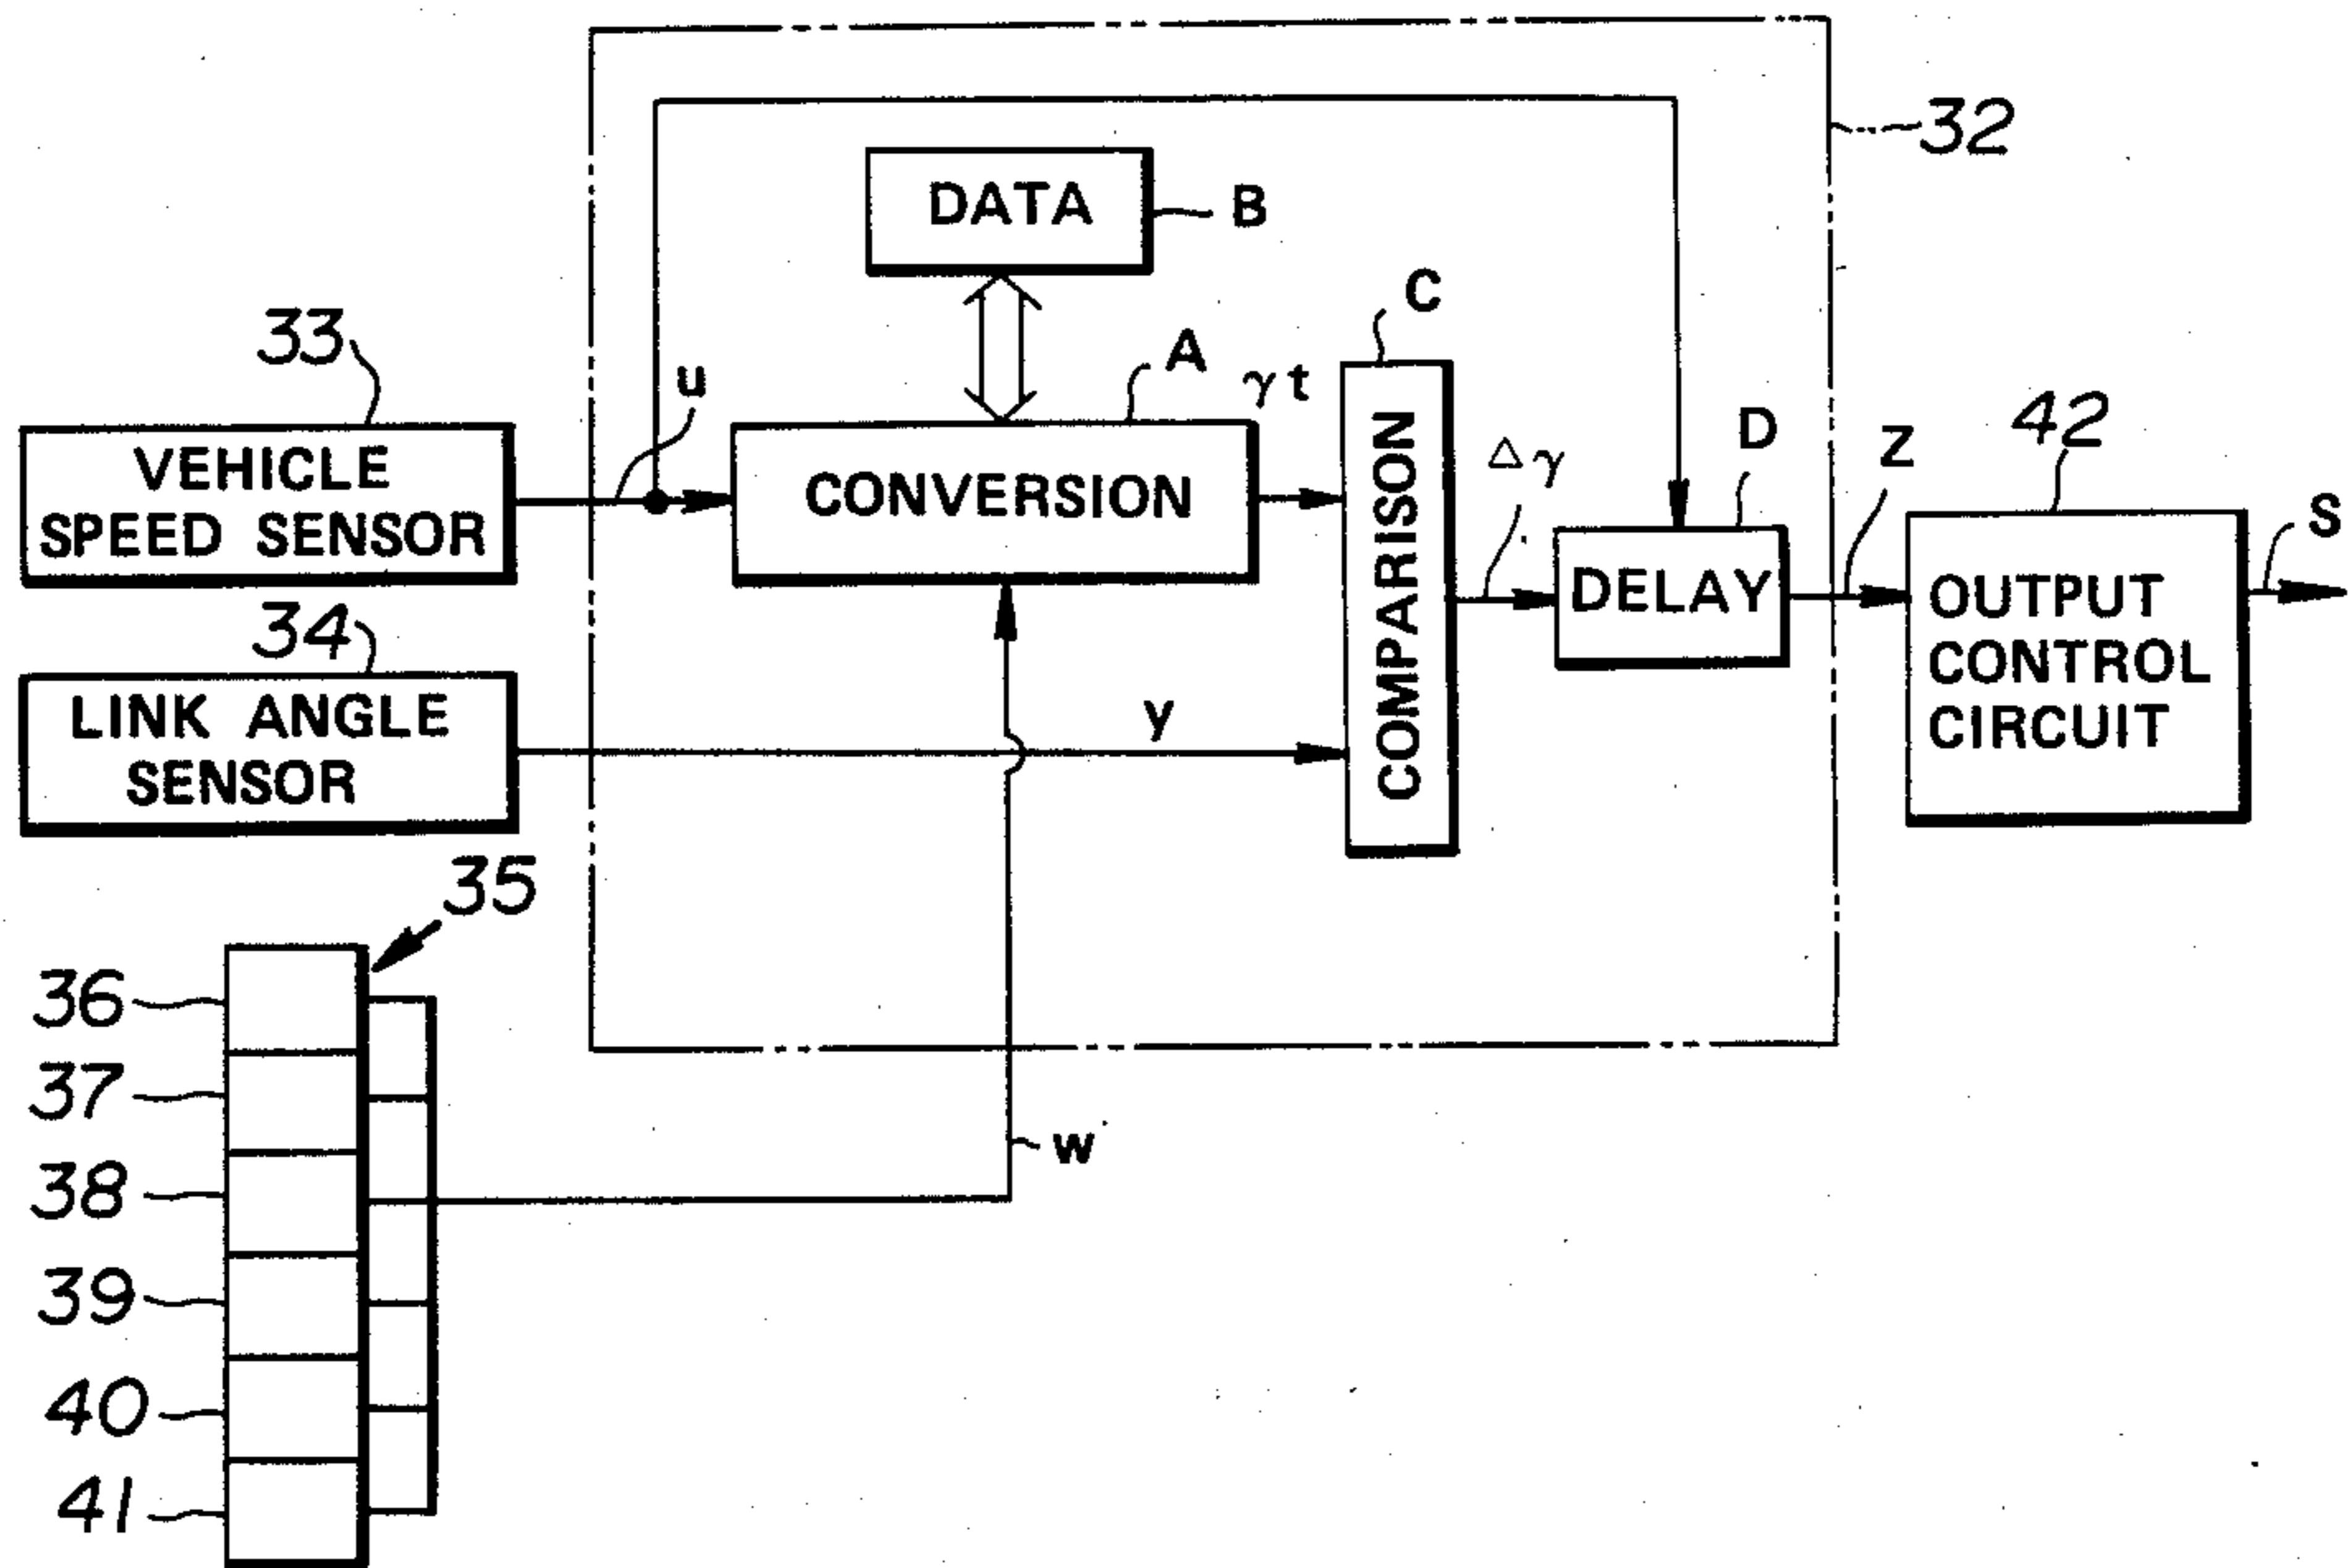 32
DATA
B
33
u
A
γt
C
VEHICLE
SPEED SENSOR
CONVERSION
COMPARISON
Δγ
D
Z
42
S
DELAY
OUTPUT
CONTROL
CIRCUIT
34
LINK ANGLE
SENSOR
y
35
36
37
38
39
40
41
w